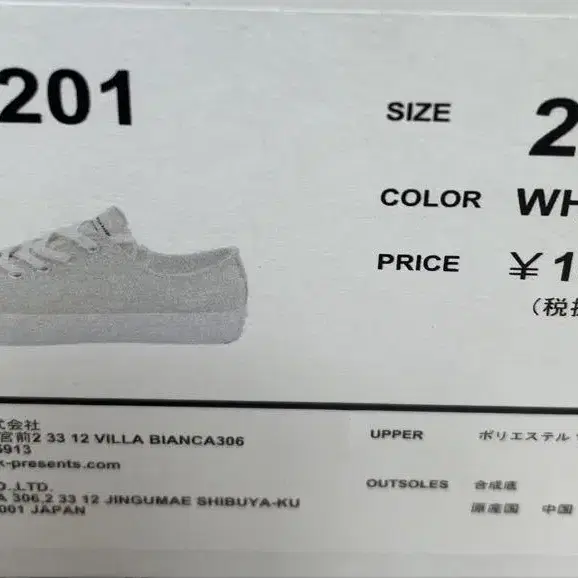 201
SIZE 2
COLOR WH
PRICE ¥1
(税抜
式会社
宮前2 33 12 VILLA BIANCA306
5913
k-presents.com
O.,LTD.
A 306,2 33 12 JINGUMAE SHIBUYA-KU
001 JAPAN
UPPER ポリエステル
OUTSOLES 合成底
原産国 中国